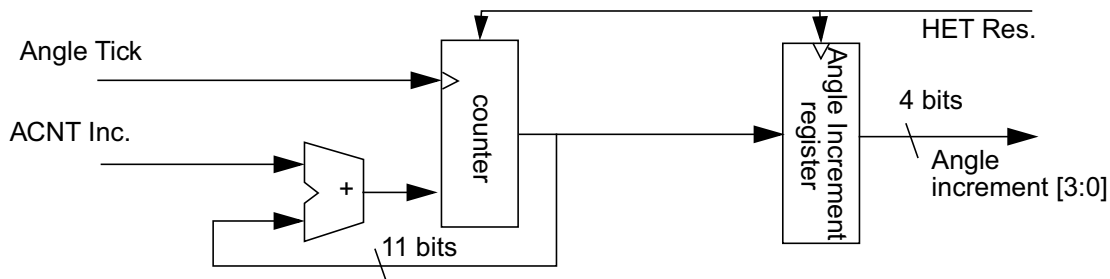 HET Res.
Angle Tick
ACNT Inc.
+
counter
11 bits
Angle Increment
register
4 bits
Angle
increment [3:0]